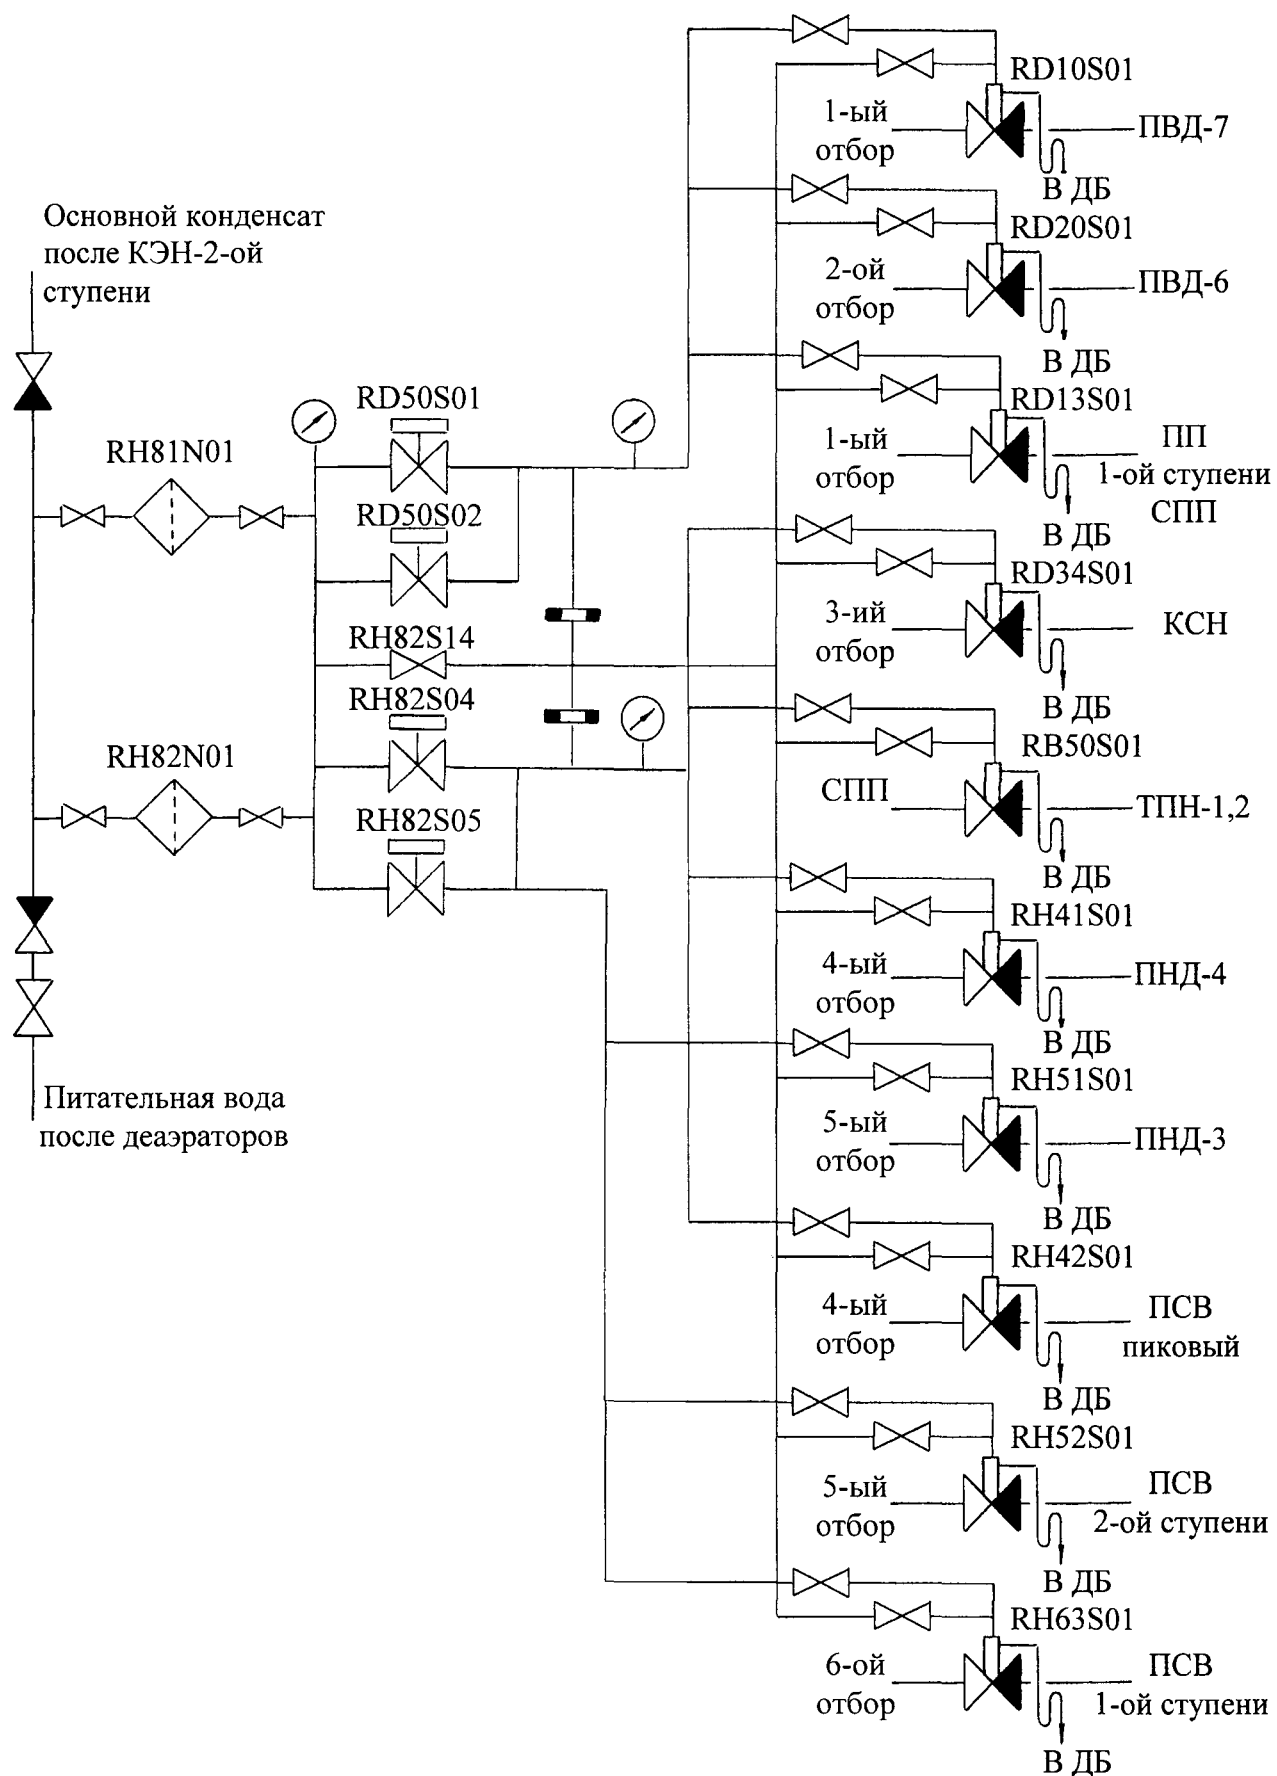 Основной конденсат
после КЭН-2-ой
ступени
RH81N01
RH82N01
Питательная вода
после деаэраторов
RD50S01
RD50S02
RH82S14
RH82S04
RH82S05
RD10S01
1-ый
отбор
ПВД-7
В ДБ
RD20S01
2-ой
отбор
ПВД-6
В ДБ
RD13S01
1-ый
отбор
ПП
1-ой ступени
СПП
В ДБ
RD34S01
3-ий
отбор
КСН
В ДБ
RB50S01
СПП
ТПН-1,2
В ДБ
RH41S01
4-ый
отбор
ПНД-4
В ДБ
RH51S01
5-ый
отбор
ПНД-3
В ДБ
RH42S01
4-ый
отбор
ПСВ
пиковый
В ДБ
RH52S01
5-ый
отбор
ПСВ
2-ой ступени
В ДБ
RH63S01
6-ой
отбор
ПСВ
1-ой ступени
В ДБ